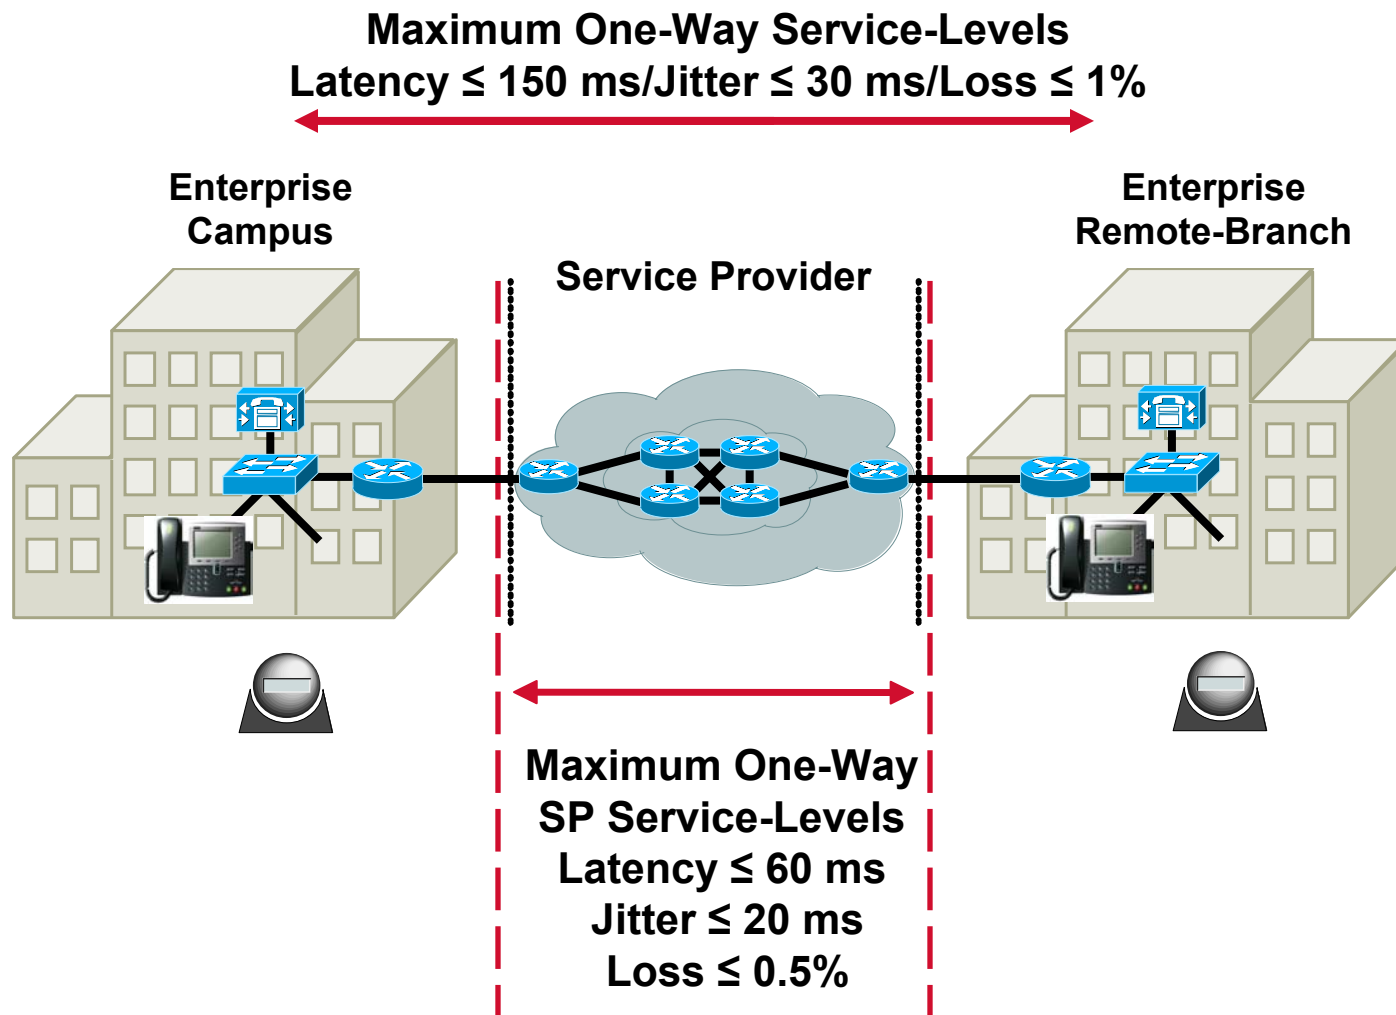 Maximum One-Way Service-Levels
Latency ≤ 150 ms/Jitter ≤ 30 ms/Loss ≤ 1%
Enterprise
Campus
Enterprise
Remote-Branch
Service Provider
Maximum One-Way
SP Service-Levels
Latency ≤ 60 ms
Jitter ≤ 20 ms
Loss ≤ 0.5%